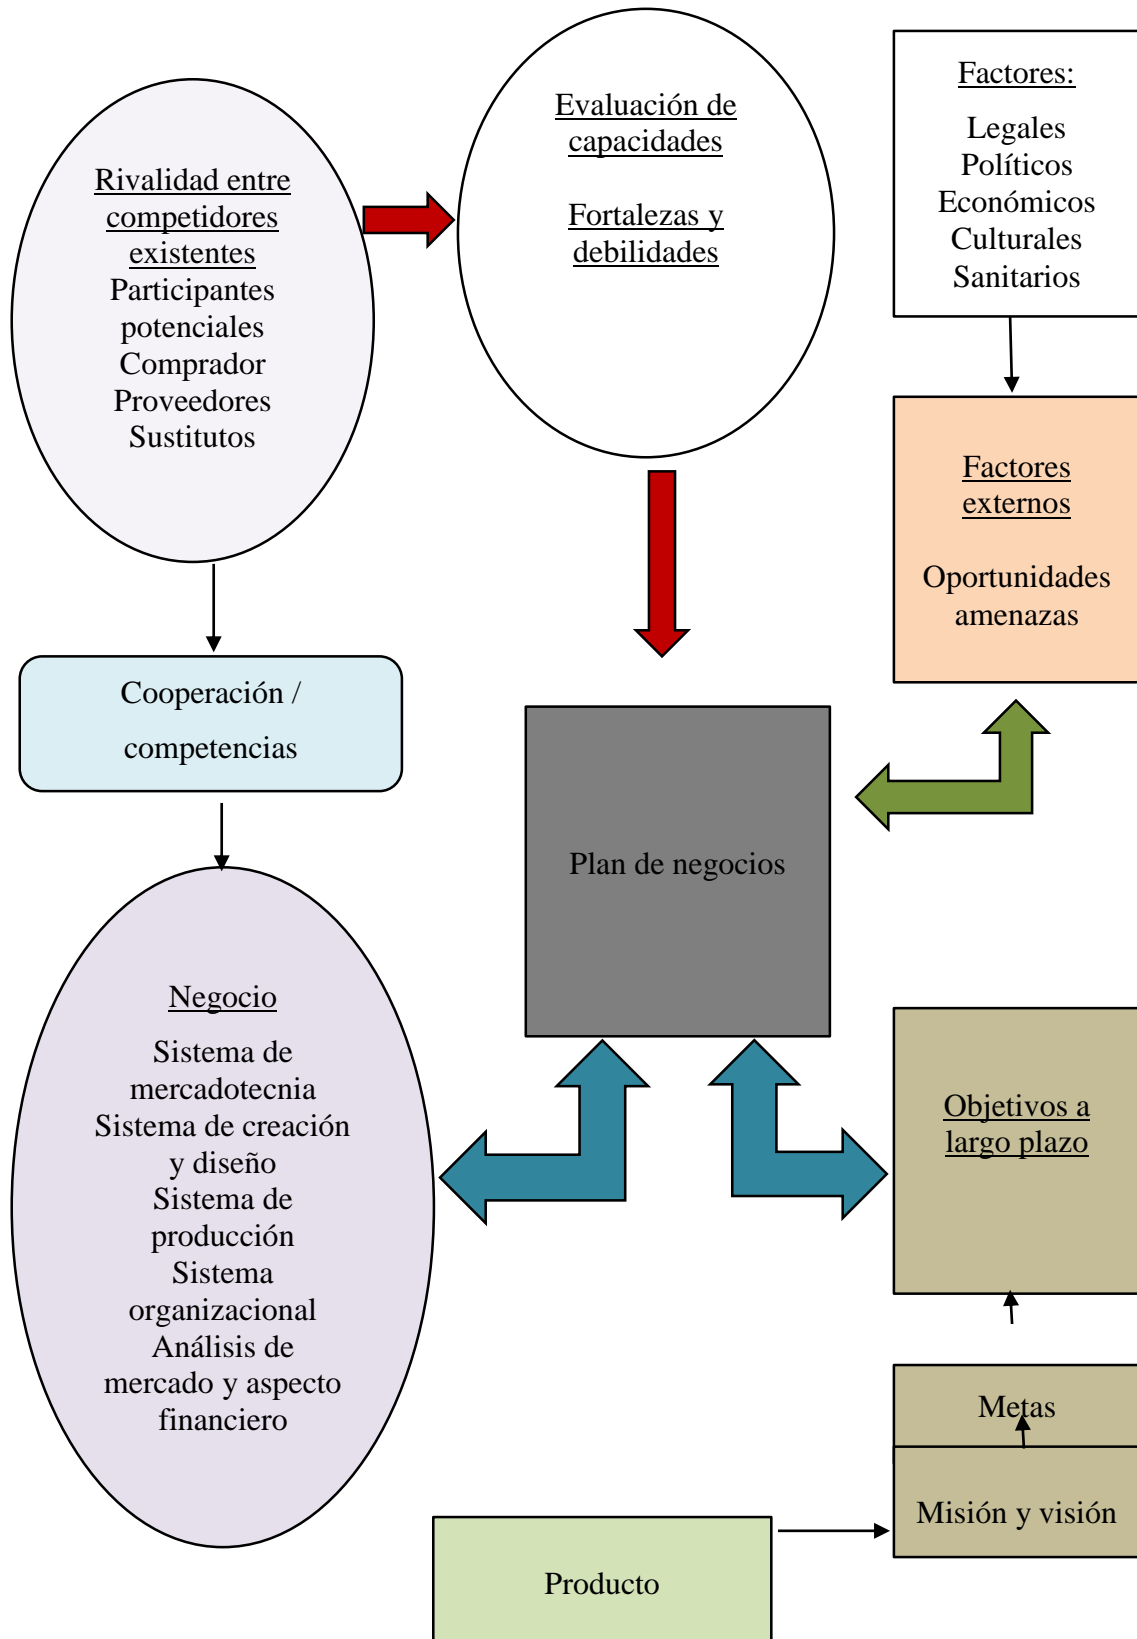 Rivalidad entre
competidores
existentes
Participantes
potenciales
Comprador
Proveedores
Sustitutos
Evaluación de
capacidades
Fortalezas y
debilidades
Factores:
Legales
Políticos
Económicos
Culturales
Sanitarios
Factores
externos
Oportunidades
amenazas
Cooperación /
competencias
Plan de negocios
Negocio
Sistema de
mercadotecnia
Sistema de creación
y diseño
Sistema de
producción
Sistema
organizacional
Análisis de
mercado y aspecto
financiero
Objetivos a
largo plazo
Metas
Misión y visión
Producto